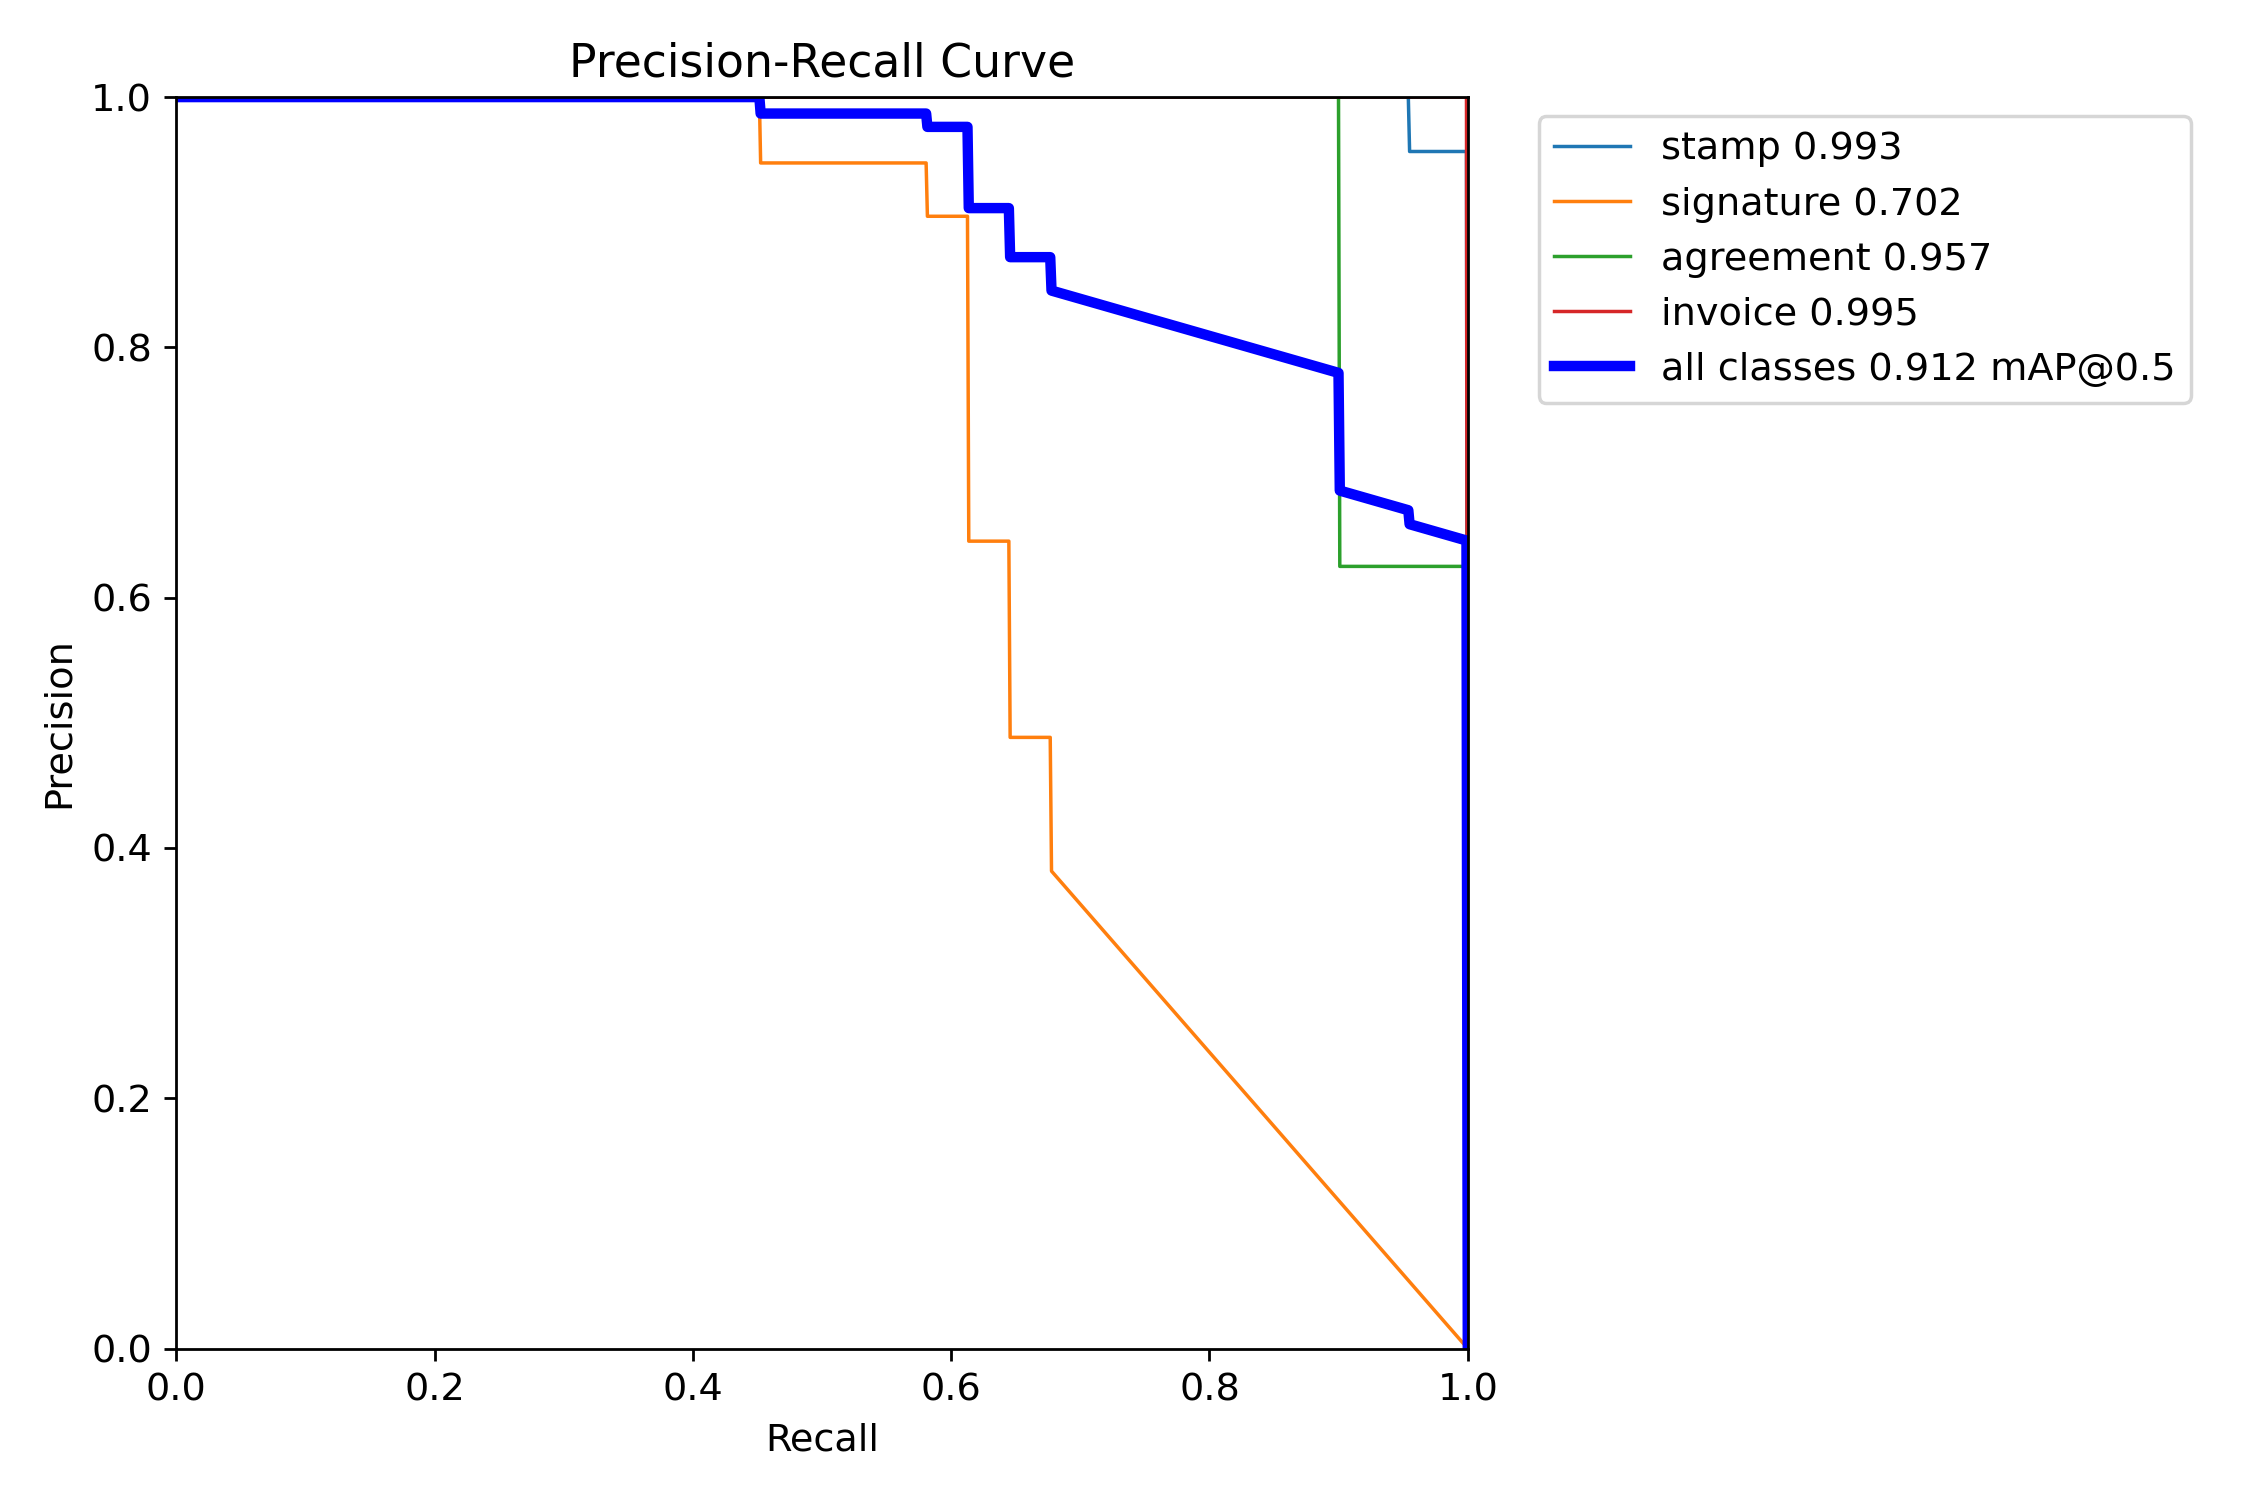 Precision-Recall Curve
1.0
0.8
0.6
0.4
0.2
0.0
Precision
0.0 0.2 0.4 0.6 0.8 1.0
Recall
stamp 0.993
signature 0.702
agreement 0.957
invoice 0.995
all classes 0.912 mAP@0.5